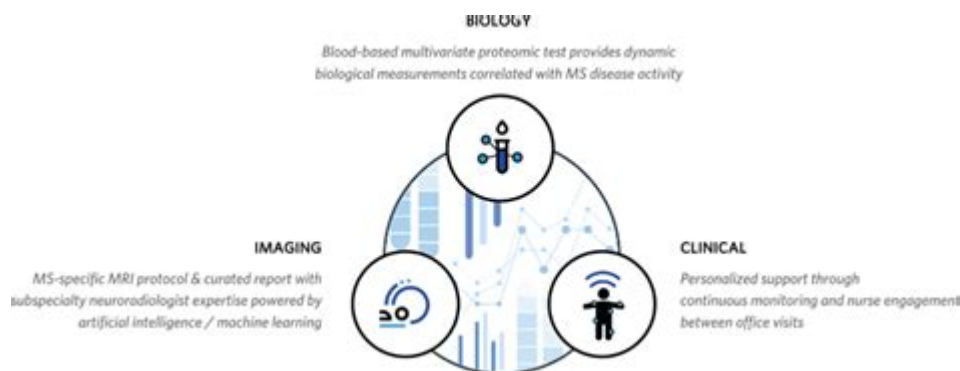 BIOLOGY
Blood-based multivariate proteomic test provides dynamic
biological measurements correlated with MS disease activity
IMAGING
MS-specific MRI protocol & curated report with
subspecialty neuroradiologist expertise powered by
artificial intelligence / machine learning
CLINICAL
Personalized support through
continuous monitoring and nurse engagement
between office visits